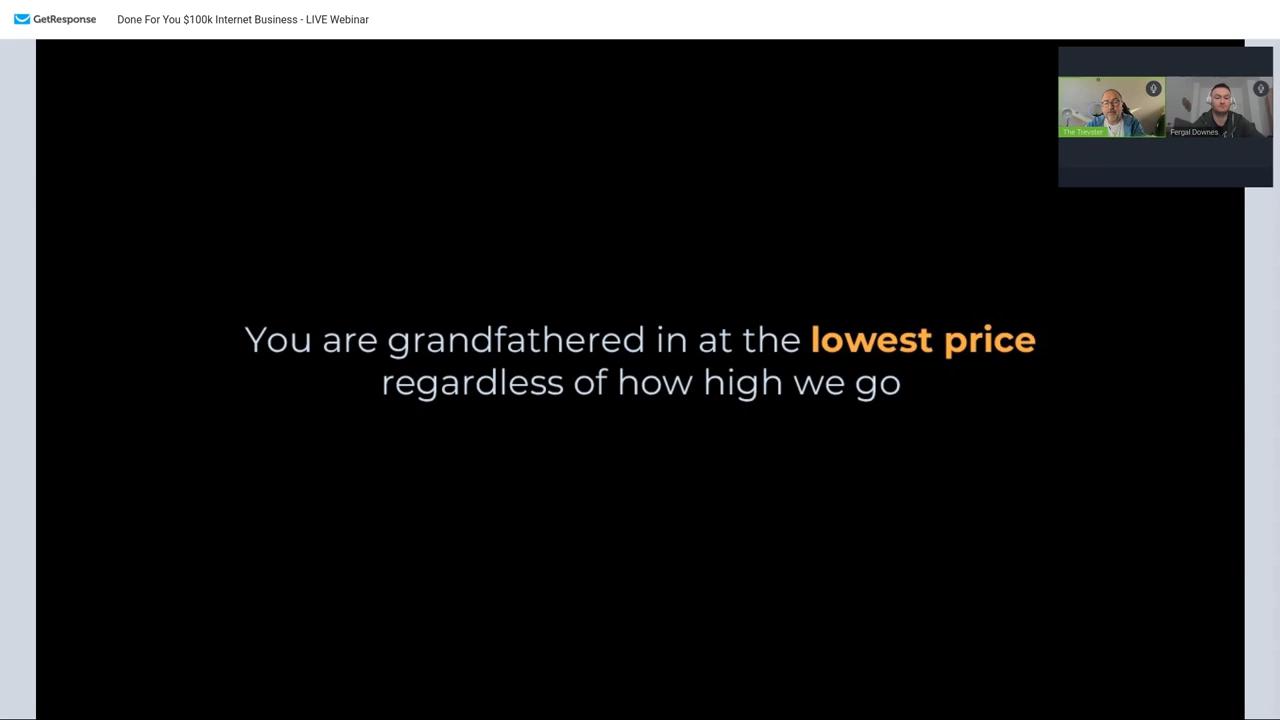 GetResponse
Done For You $100k Internet Business - LIVE Webinar
The Trevster
Fergal Downes
You are grandfathered in at the lowest price
regardless of how high we go